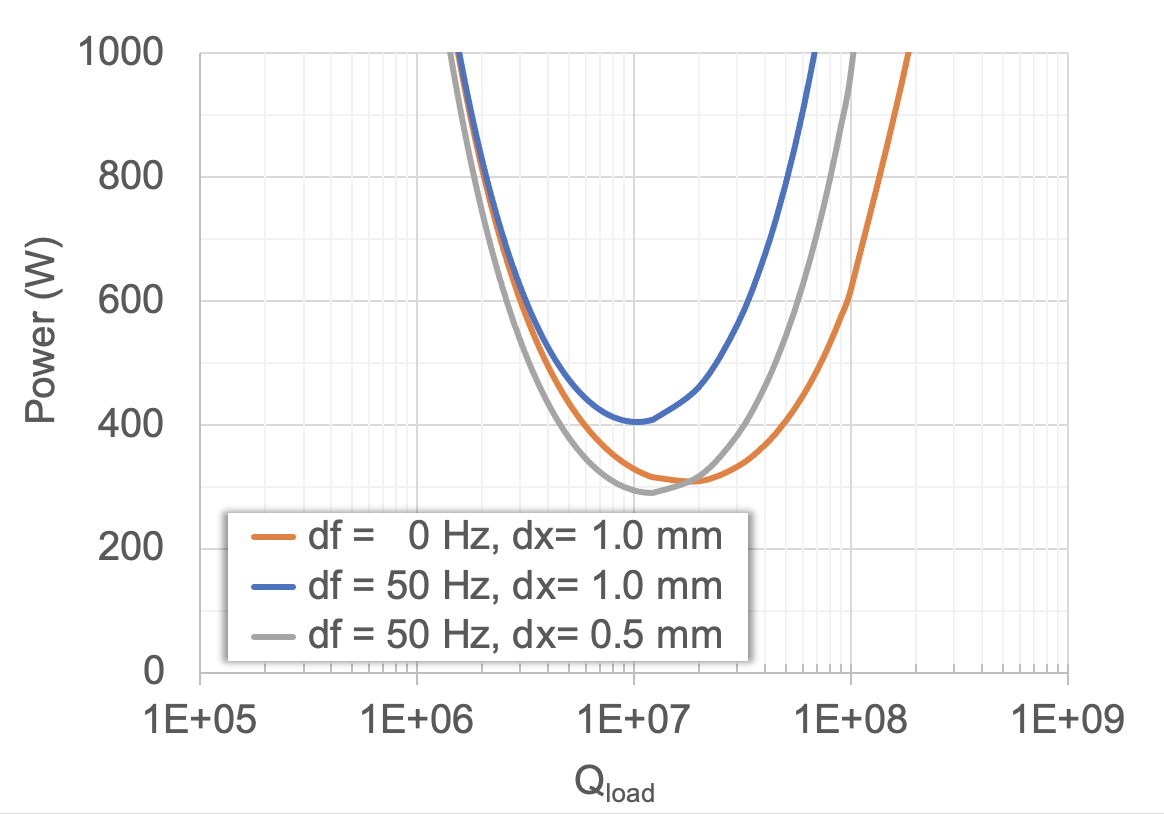 1000
800
600
400
200
0
Power (W)
df = 0 Hz, dx= 1.0 mm
df = 50 Hz, dx= 1.0 mm
df = 50 Hz, dx= 0.5 mm
1E+05 1E+06 1E+07 1E+08 1E+09
Qload